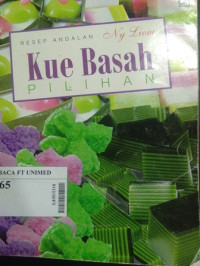 RESEP ANDALAN Ny Liem
Kue Basah
PILIHAN
BACA FT UNIMED
65